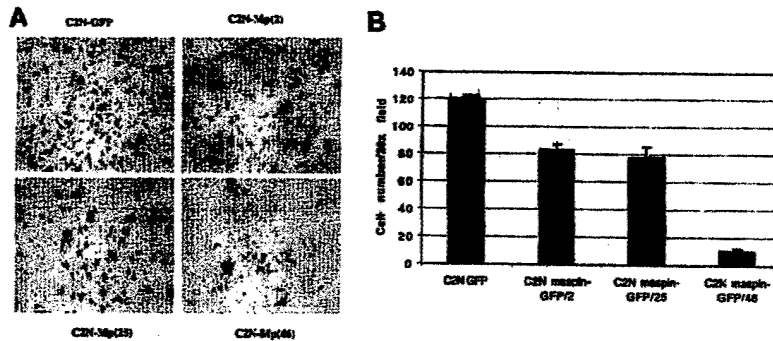 A
C2N-GFP
C2N-Mp(2)
C2N-Mp(25)
C2N-Mp(46)
B
Cell number/20x field
140
120
100
80
60
40
20
0
C2N GFP
C2N maspin-GFP/2
C2N maspin-GFP/25
C2N maspin-GFP/46